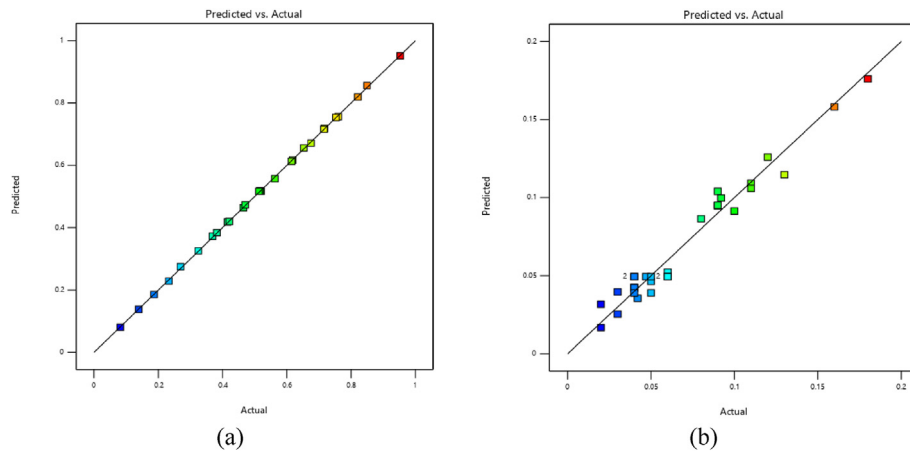 Predicted vs. Actual
1
0.8
0.6
0.4
0.2
0
Predicted
0 0.2 0.4 0.6 0.8 1
Actual
(a)
Predicted vs. Actual
0.2
0.15
0.1
0.05
0
Predicted
2 2
0 0.05 0.1 0.15 0.2
Actual
(b)